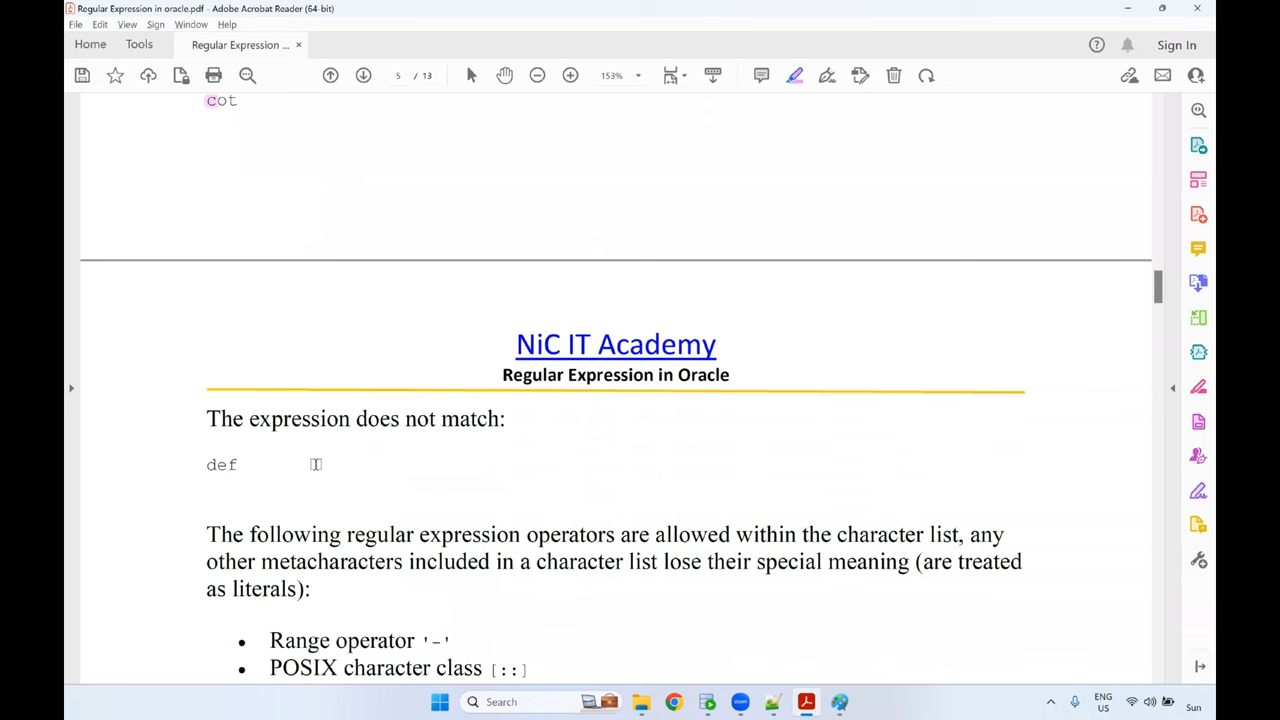 Regular Expression in oracle.pdf - Adobe Acrobat Reader (64-bit)
File Edit View Sign Window Help
Home Tools Regular Expression ... × Sign In
5 / 13 153%
cot
NiC IT Academy
Regular Expression in Oracle
The expression does not match:
def
The following regular expression operators are allowed within the character list, any
other metacharacters included in a character list lose their special meaning (are treated
as literals):
• Range operator '-'
• POSIX character class [::]
Search
ENG
US
Sun